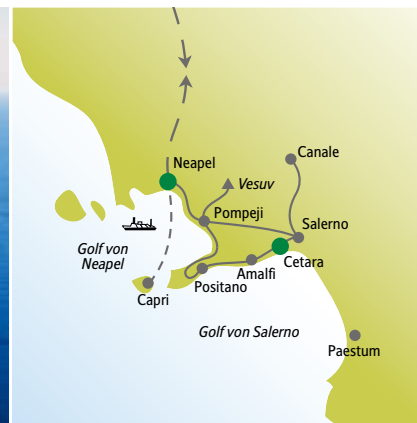 Canale
Neapel
Vesuv
Pompeji
Salerno
Golf von
Neapel
Cetara
Amalfi
Positano
Capri
Golf von Salerno
Paestum